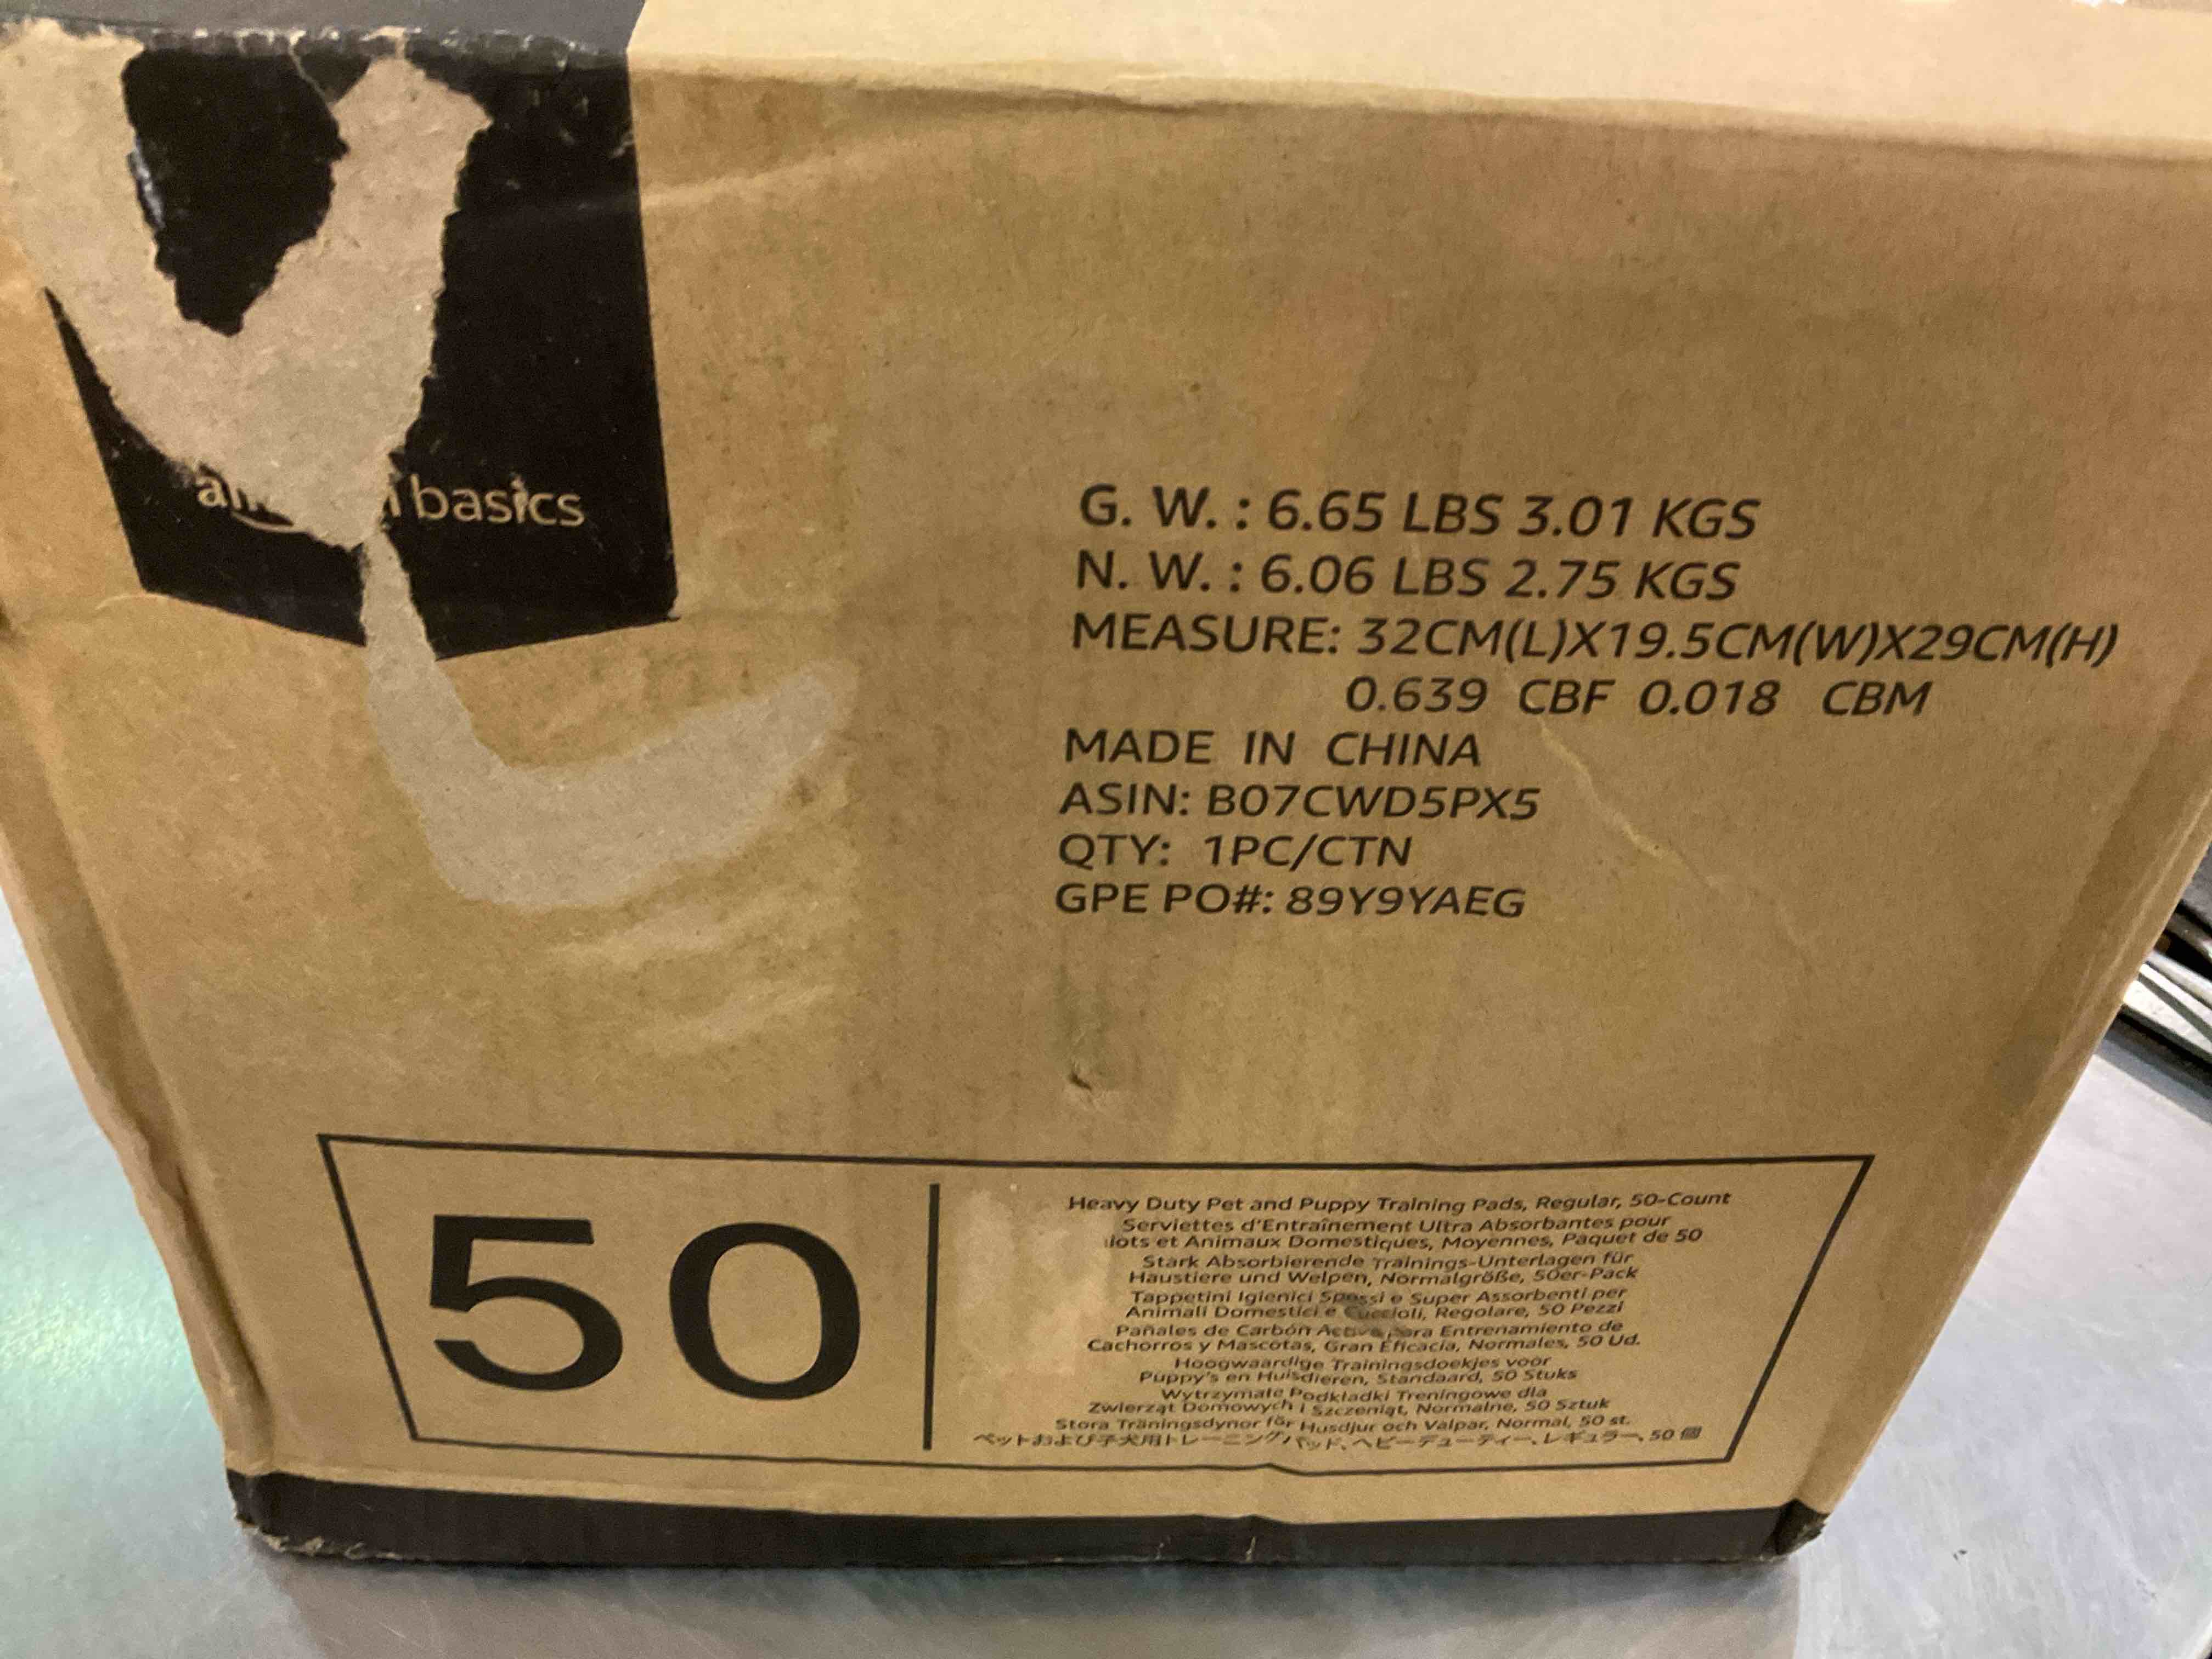 basics
G. W. : 6.65 LBS 3.01 KGS
N. W. : 6.06 LBS 2.75 KGS
MEASURE: 32CM(L)X19.5CM(W)X29CM(H)
0.639 CBF 0.018 CBM
MADE IN CHINA
ASIN: B07CWD5PX5
QTY: 1PC/CTN
GPE PO#: 89Y9YAEG
50
Heavy Duty Pet and Puppy Training Pads, Regular, 50-Count
Serviettes d'Entraînement Ultra Absorbantes pour
et Animaux Domestiques, Moyennes, Paquet de 50
Stark Absorbierende Trainings-Unterlagen für
Haustiere und Welpen, Normalgröße, 50er-Pack
Tappetini Igienici Spessi e Super Assorbenti per
Animali Domestici e Cuccioli, Regolare, 50 Pezzi
Pañales de Carbón para Entrenamiento de
Cachorros y Mascotas, Gran Eficacia, Normales, 50 Ud.
Hoogwaardige Trainingsdoekjes voor
Puppy's en Huisdieren, Standaard, 50 Stuks
Wytrzymałe Podkładki Treningowe dla
Zwierząt Domowych i Szczeniąt, Normalne, 50 Sztuk
Stora Träningsdynor för Husdjur och Valpar, Normal, 50 st.
ペットおよび子犬用トレーニングパッド、ヘビーデューティー、レギュラー、50 個